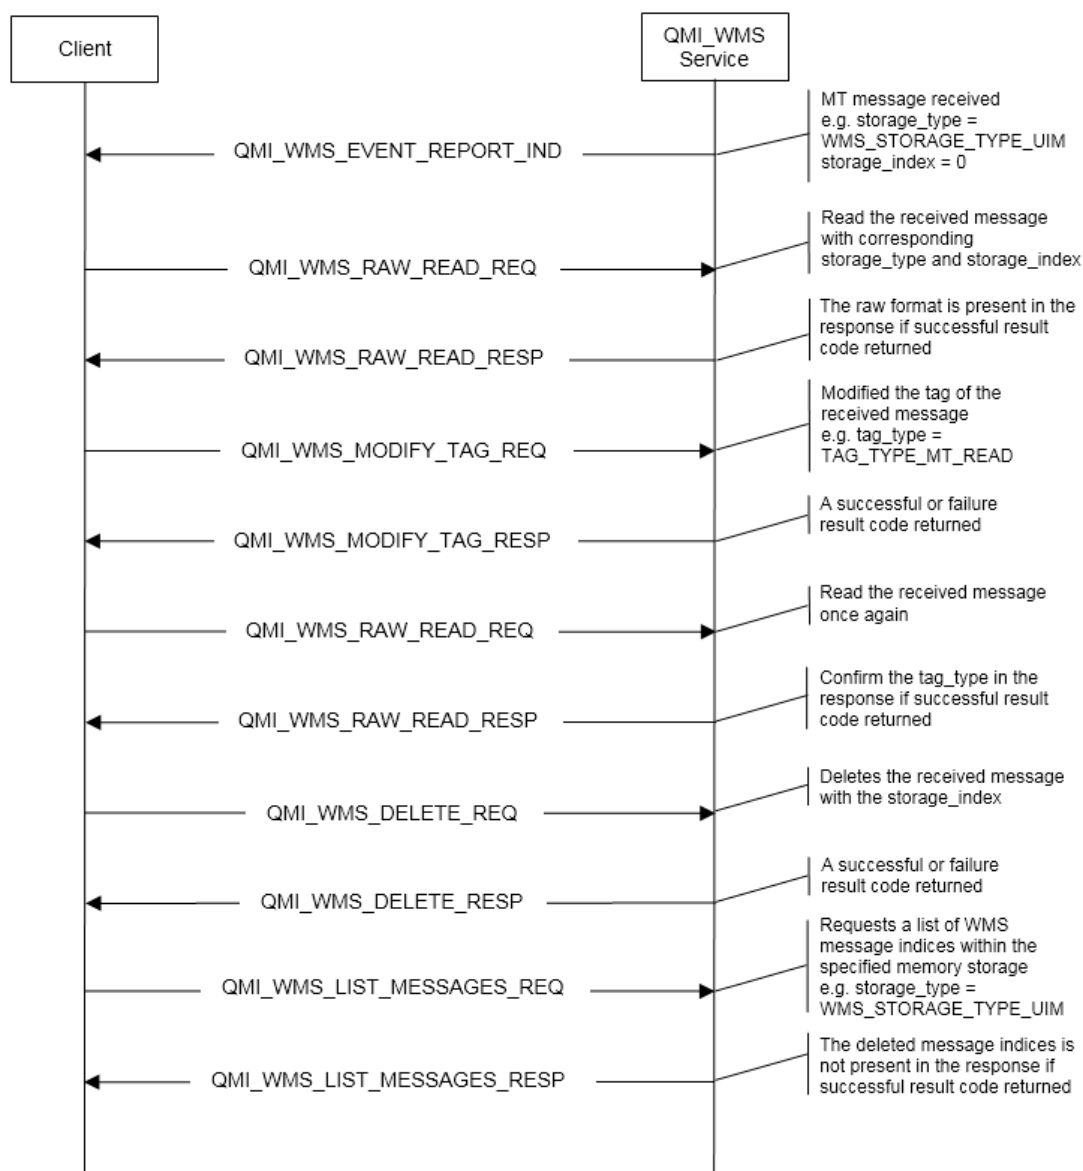 Client
QMI_WMS
Service
MT message received
e.g. storage_type =
WMS_STORAGE_TYPE_UIM
storage_index = 0
QMI_WMS_EVENT_REPORT_IND
Read the received message
with corresponding
storage_type and storage_index
QMI_WMS_RAW_READ_REQ
The raw format is present in the
response if successful result
code returned
QMI_WMS_RAW_READ_RESP
Modified the tag of the
received message
e.g. tag_type =
TAG_TYPE_MT_READ
QMI_WMS_MODIFY_TAG_REQ
A successful or failure
result code returned
QMI_WMS_MODIFY_TAG_RESP
Read the received message
once again
QMI_WMS_RAW_READ_REQ
Confirm the tag_type in the
response if successful result
code returned
QMI_WMS_RAW_READ_RESP
Deletes the received message
with the storage_index
QMI_WMS_DELETE_REQ
A successful or failure
result code returned
QMI_WMS_DELETE_RESP
Requests a list of WMS
message indices within the
specified memory storage
e.g. storage_type =
WMS_STORAGE_TYPE_UIM
QMI_WMS_LIST_MESSAGES_REQ
The deleted message indices is
not present in the response if
successful result code returned
QMI_WMS_LIST_MESSAGES_RESP